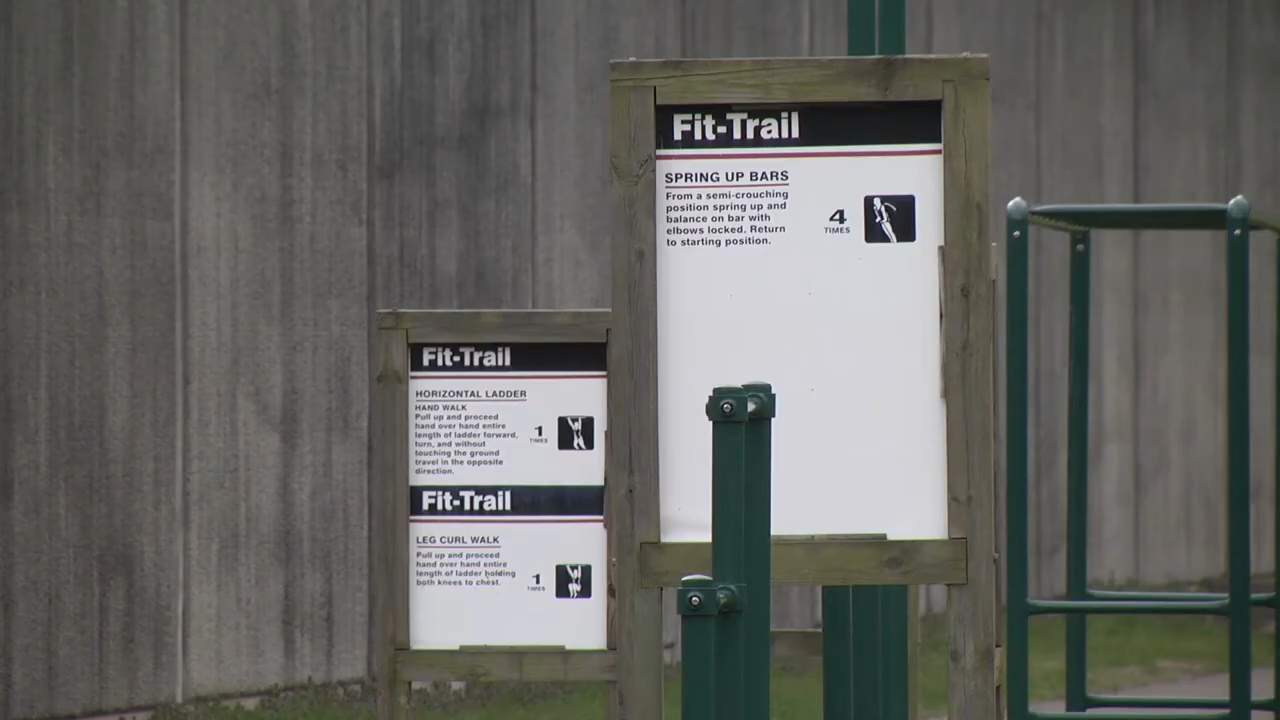 Fit-Trail
SPRING UP BARS
From a semi-crouching
position spring up and
balance on bar with
elbows locked. Return
to starting position.
4
TIMES
Fit-Trail
HORIZONTAL LADDER
HAND WALK
Pull up and proceed
hand over hand entire
length of ladder forward,
turn, and without
touching the ground
travel in the opposite
direction.
1
TIMES
Fit-Trail
LEG CURL WALK
Pull up and proceed
hand over hand entire
length of ladder holding
both knees to chest.
1
TIMES